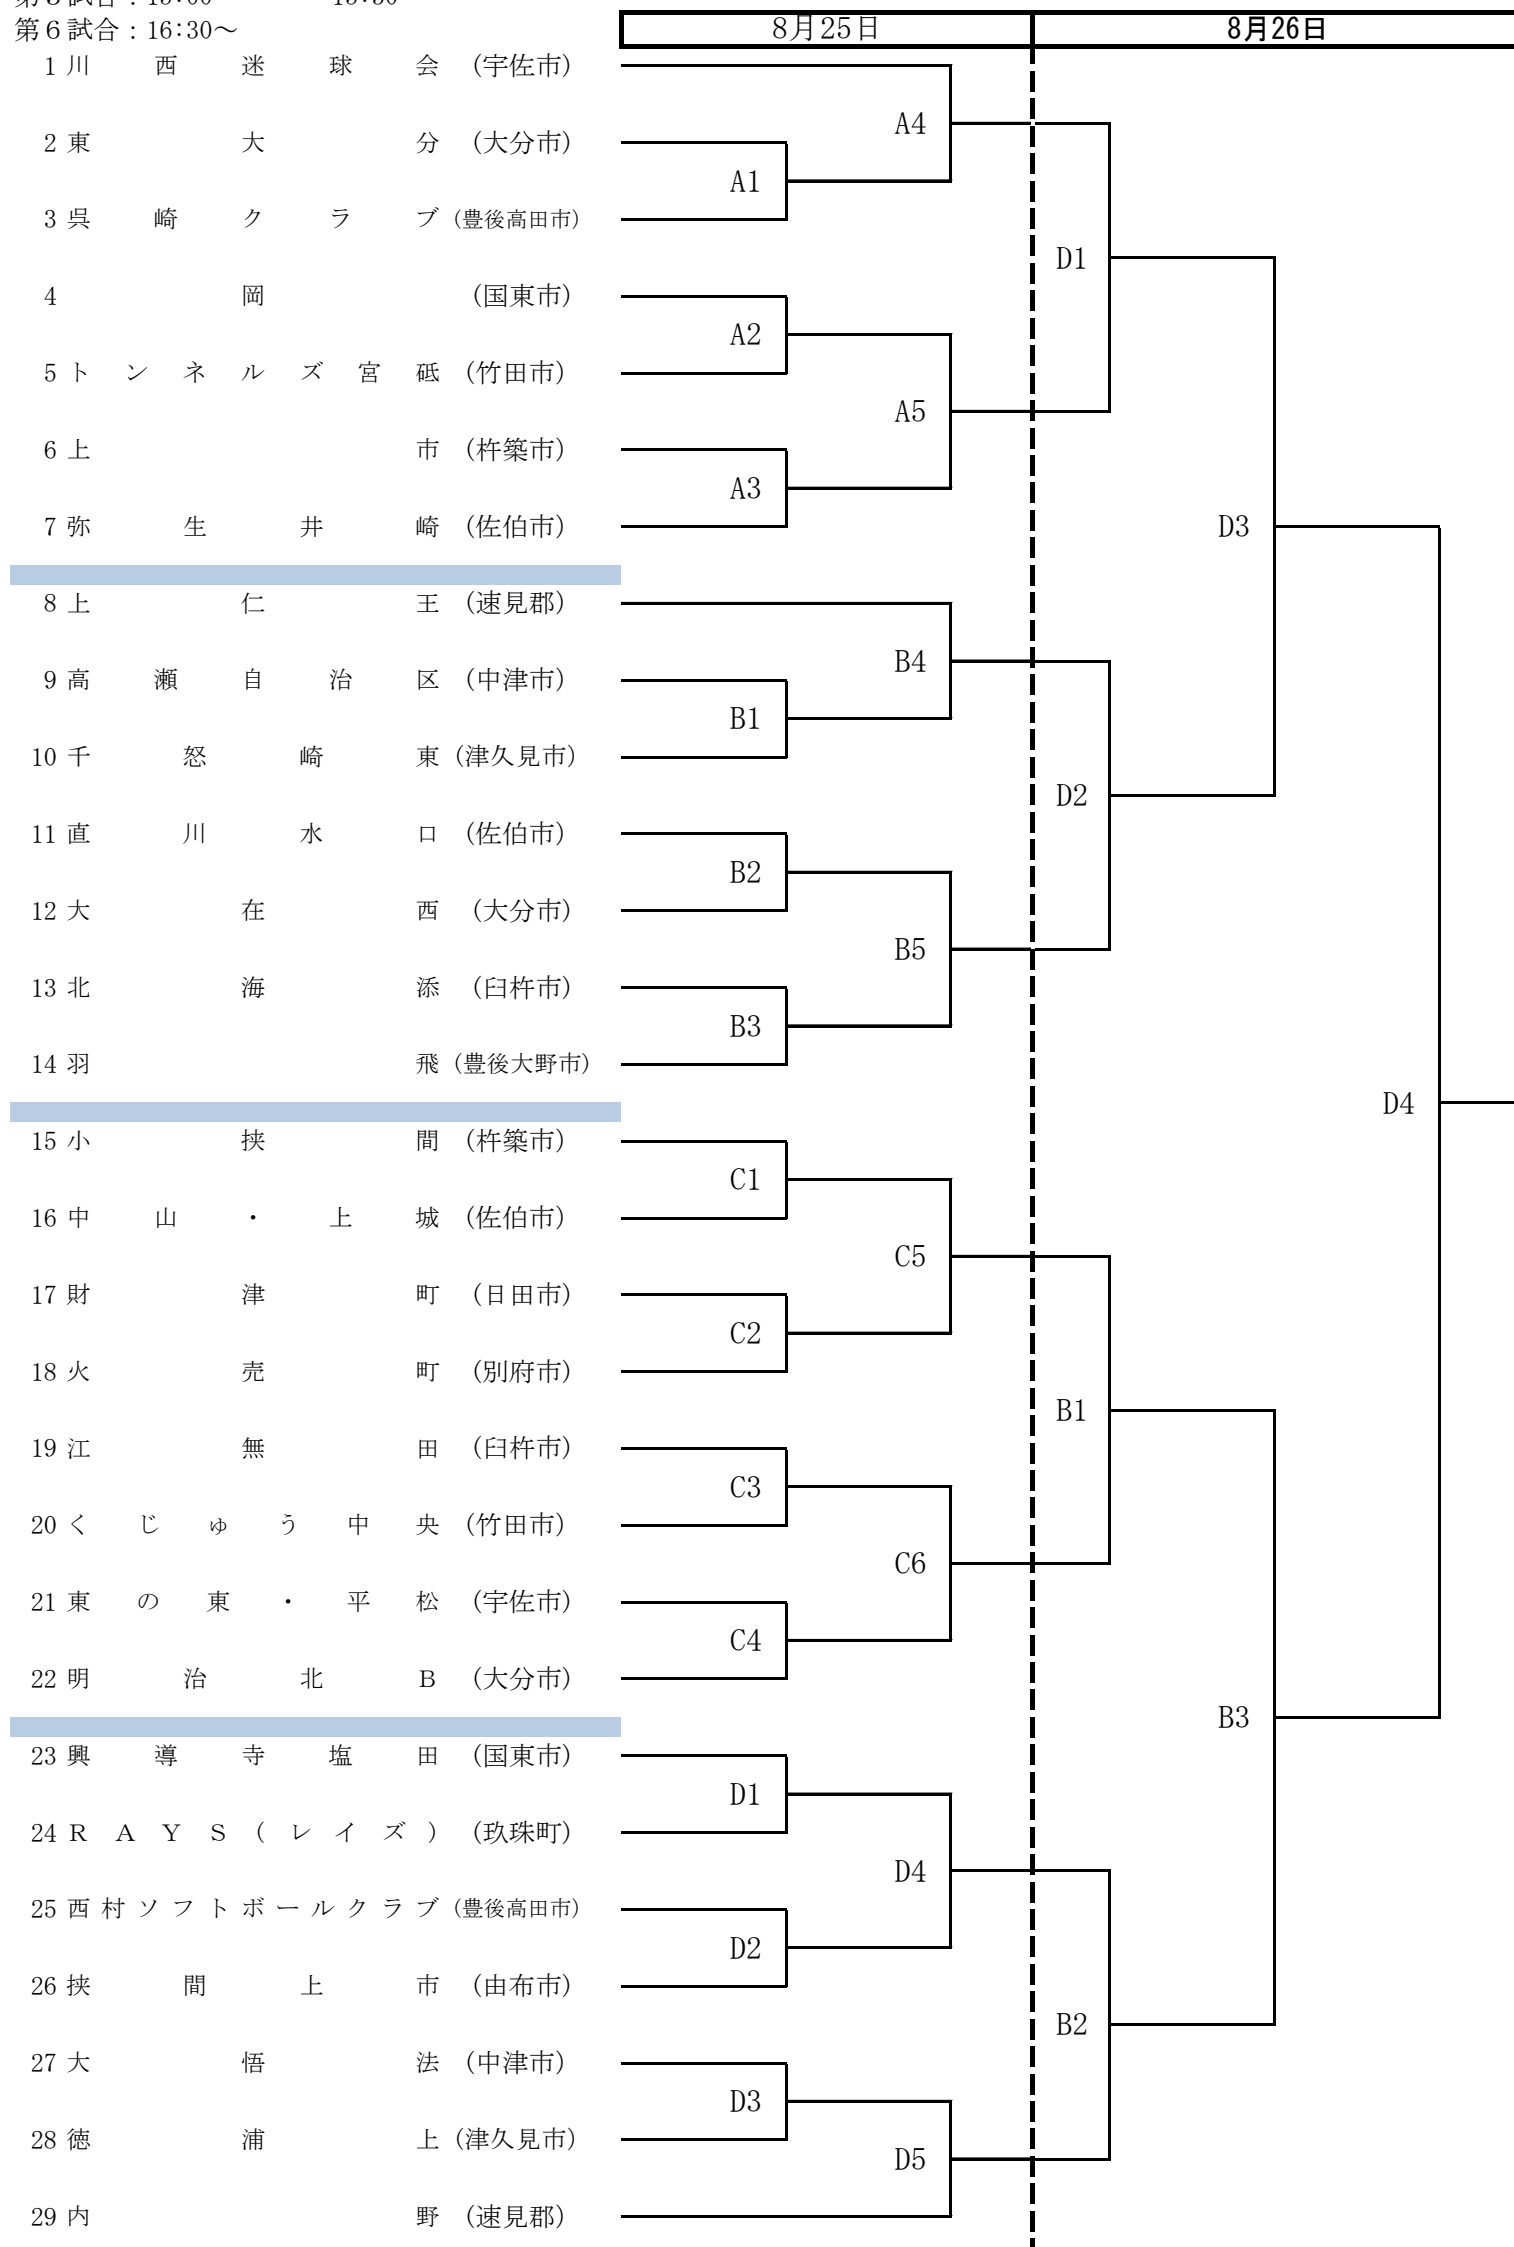 第6試合：16:30～
8月25日 8月26日
1 川西迷球会 (宇佐市)
A4
2 東大分 (大分市)
A1
3 呉崎クラブ (豊後高田市)
D1
4 岡 (国東市)
A2
5 トンネルズ宮砥 (竹田市)
A5
6 上市 (杵築市)
A3
7 弥生井崎 (佐伯市)
D3
8 上仁王 (速見郡)
B4
9 高瀬自治区 (中津市)
B1
10 千怒崎東 (津久見市)
D2
11 直川水口 (佐伯市)
B2
12 大在西 (大分市)
B5
13 北海添 (臼杵市)
B3
14 羽飛 (豊後大野市)
D4
15 小挾間 (杵築市)
C1
16 中山・上城 (佐伯市)
C5
17 財津町 (日田市)
C2
18 火売町 (別府市)
B1
19 江無田 (臼杵市)
C3
20 くじゅう中央 (竹田市)
C6
21 東の東・平松 (宇佐市)
C4
22 明治北B (大分市)
B3
23 興導寺塩田 (国東市)
D1
24 RAYS(レイズ) (玖珠町)
D4
25 西村ソフトボールクラブ (豊後高田市)
D2
26 挾間上市 (由布市)
B2
27 大悟法 (中津市)
D3
28 徳浦上 (津久見市)
D5
29 内野 (速見郡)